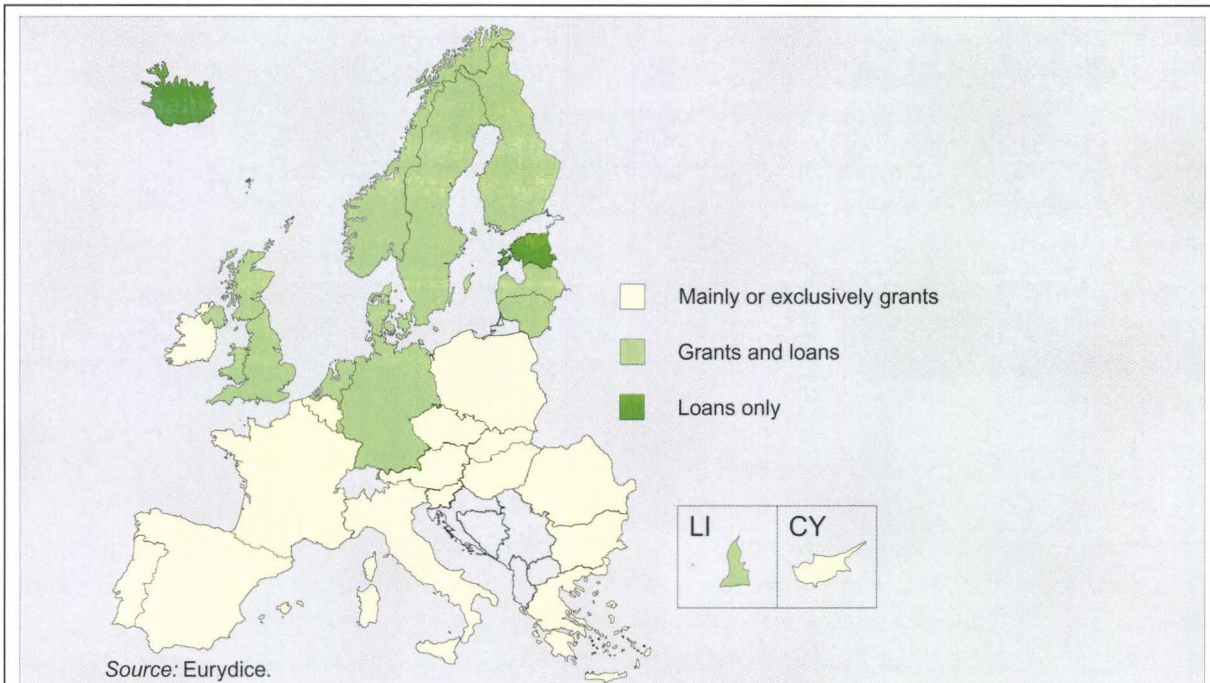 Mainly or exclusively grants
Grants and loans
Loans only
LI
CY
Source: Eurydice.